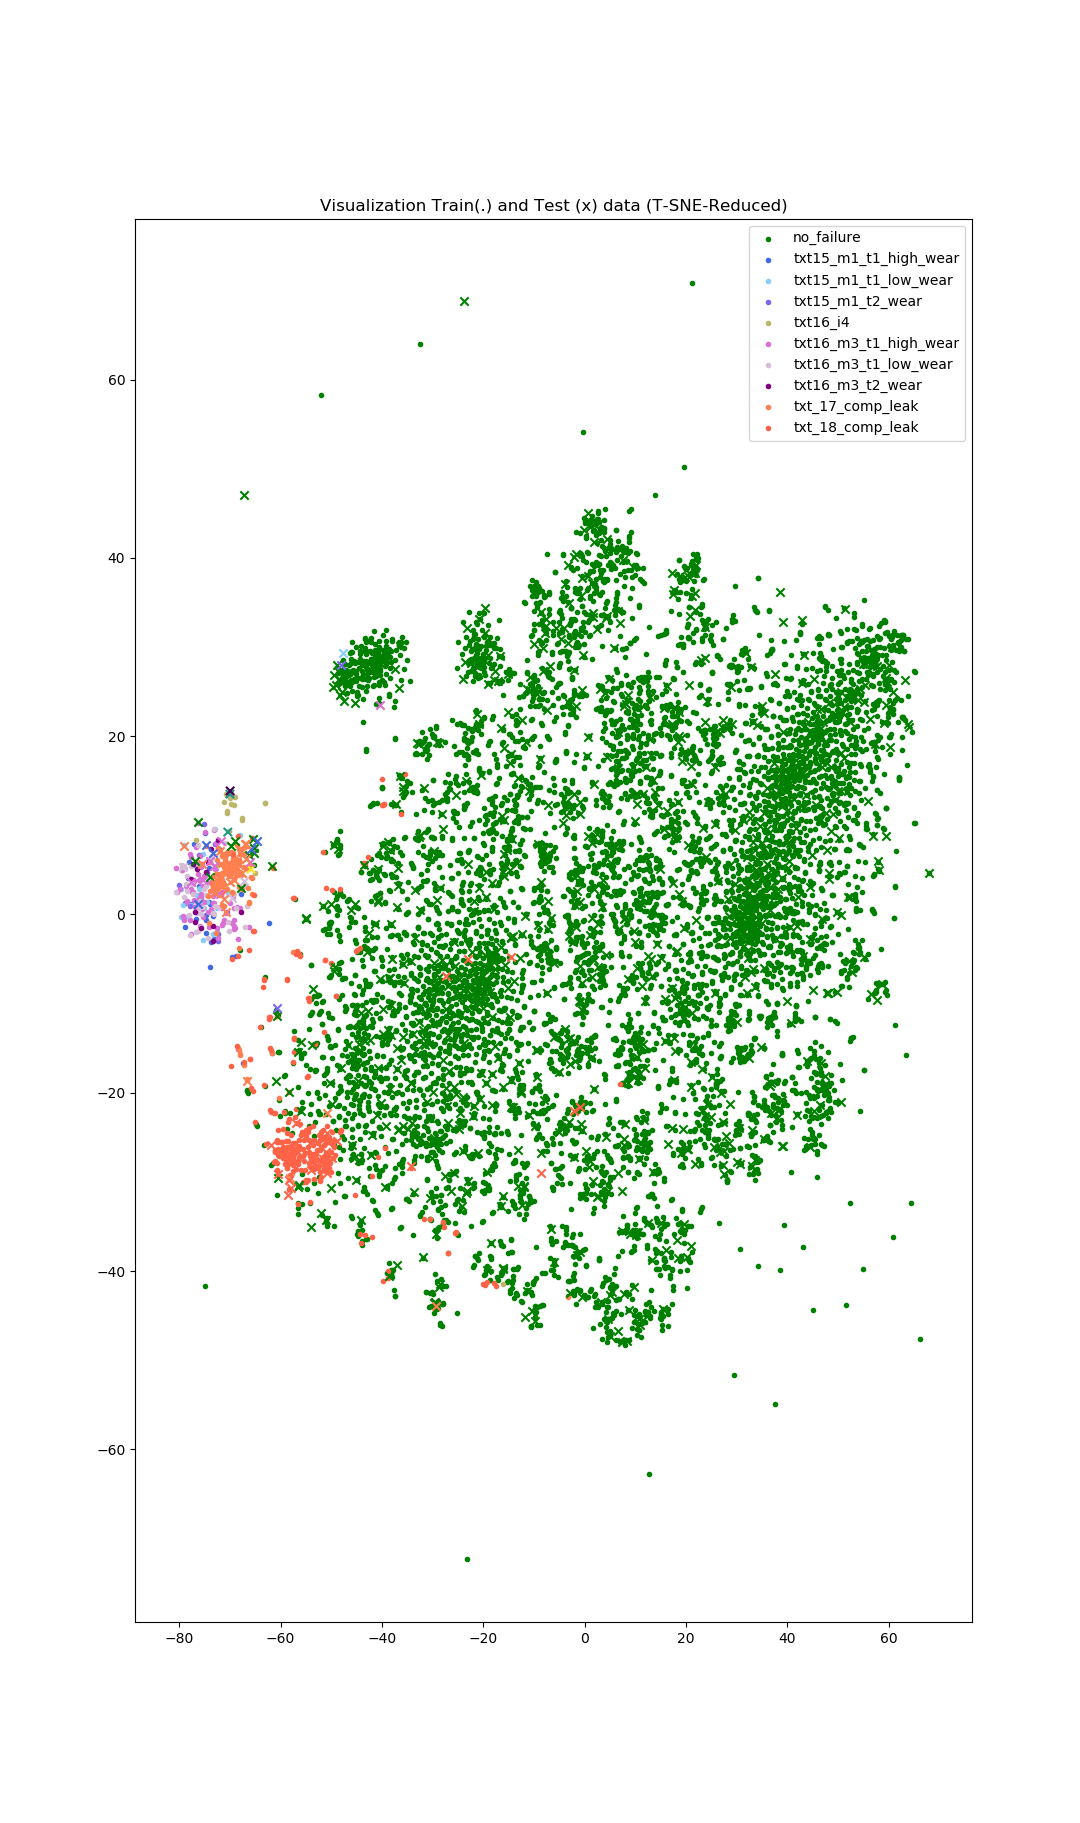 Visualization Train(.) and Test (x) data (T-SNE-Reduced)
no_failure
txt15_m1_t1_high_wear
txt15_m1_t1_low_wear
txt15_m1_t2_wear
txt16_i4
txt16_m3_t1_high_wear
txt16_m3_t1_low_wear
txt16_m3_t2_wear
txt_17_comp_leak
txt_18_comp_leak
60
40
20
0
−20
−40
−60
−80 −60 −40 −20 0 20 40 60